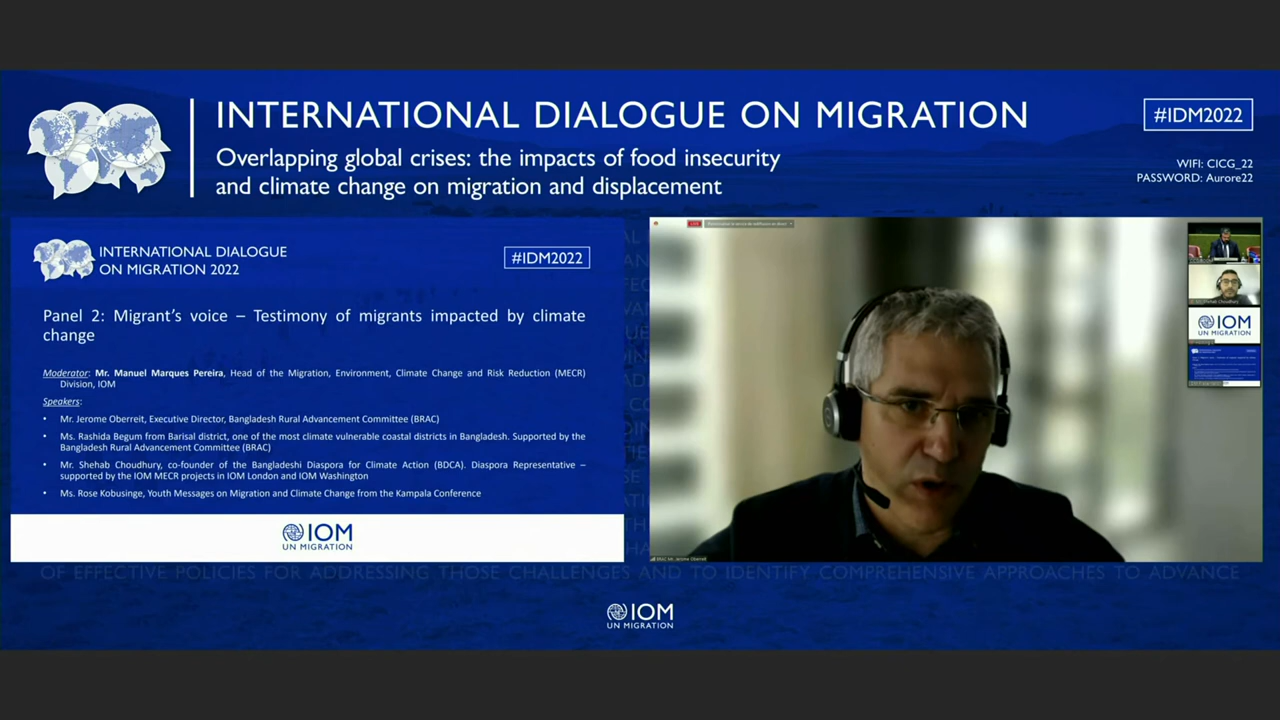 INTERNATIONAL DIALOGUE ON MIGRATION
Overlapping global crises: the impacts of food insecurity
and climate change on migration and displacement
#IDM2022
WIFI: CICG_22
PASSWORD: Aurore22
INTERNATIONAL DIALOGUE
ON MIGRATION 2022
#IDM2022
Panel 2: Migrant's voice – Testimony of migrants impacted by climate
change
Moderator: Mr. Manuel Marques Pereira, Head of the Migration, Environment, Climate Change and Risk Reduction (MECR)
Division, IOM
Speakers:
• Mr. Jerome Oberreit, Executive Director, Bangladesh Rural Advancement Committee (BRAC)
• Ms. Rashida Begum from Barisal district, one of the most climate vulnerable coastal districts in Bangladesh. Supported by the
Bangladesh Rural Advancement Committee (BRAC)
• Mr. Shehab Choudhury, co-founder of the Bangladeshi Diaspora for Climate Action (BDCA). Diaspora Representative –
supported by the IOM MECR projects in IOM London and IOM Washington
• Ms. Rose Kobusinge, Youth Messages on Migration and Climate Change from the Kampala Conference
IOM
UN MIGRATION
BRAC Mr. Jerome Oberreit
IOM
UN MIGRATION
OF EFFECTIVE POLICIES FOR ADDRESSING THOSE CHALLENGES AND TO IDENTIFY COMPREHENSIVE APPROACHES TO ADVANCE
IOM
UN MIGRATION